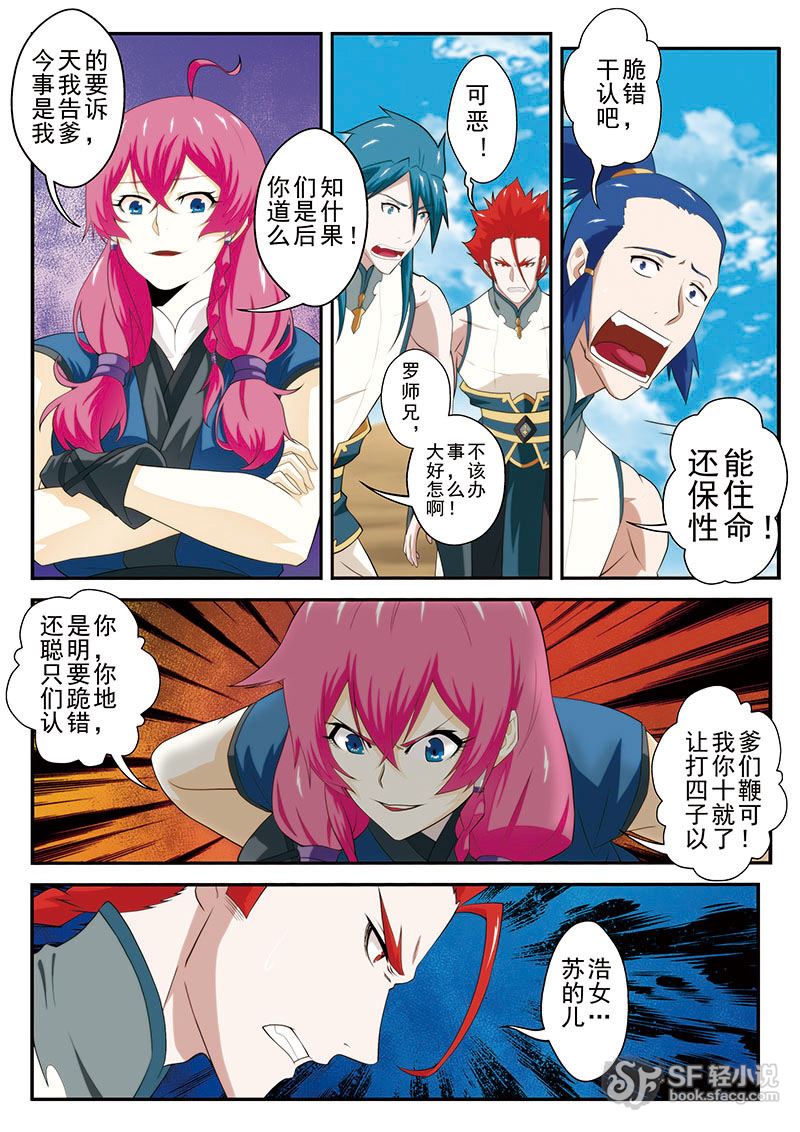 今天的
事我要
是告诉
我爹，
你们知
道是什
么后果！
可恶！
罗师兄，
大事不
好，该
怎么办
啊！
干脆
认错
吧，
还能
保住
性命！
还是你
聪明，
只要你
们跪地
认错，
让我爹
打你们
四十鞭
子就可
以了！
苏浩
的女
儿…
SF轻小说
book.sfacg.com